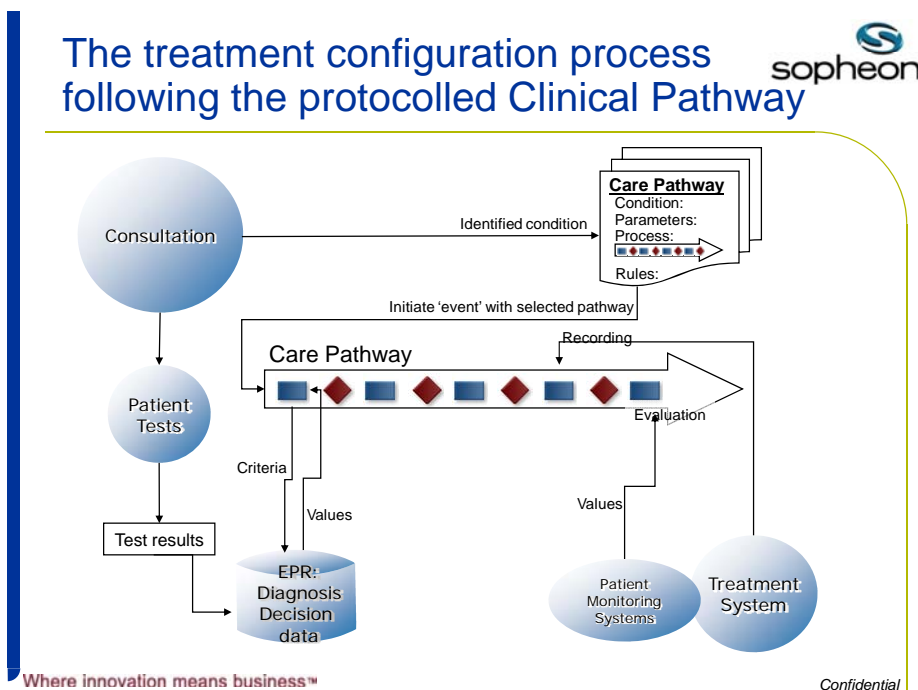 The treatment configuration process
following the protocolled Clinical Pathway
sopheon
Consultation
Identified condition
Care Pathway
Condition:
Parameters:
Process:
Rules:
Initiate ‘event’ with selected pathway
Recording
Care Pathway
Evaluation
Patient
Tests
Criteria
Values
Values
Test results
EPR:
Diagnosis
Decision
data
Patient
Monitoring
Systems
Treatment
System
Where innovation means business™
Confidential